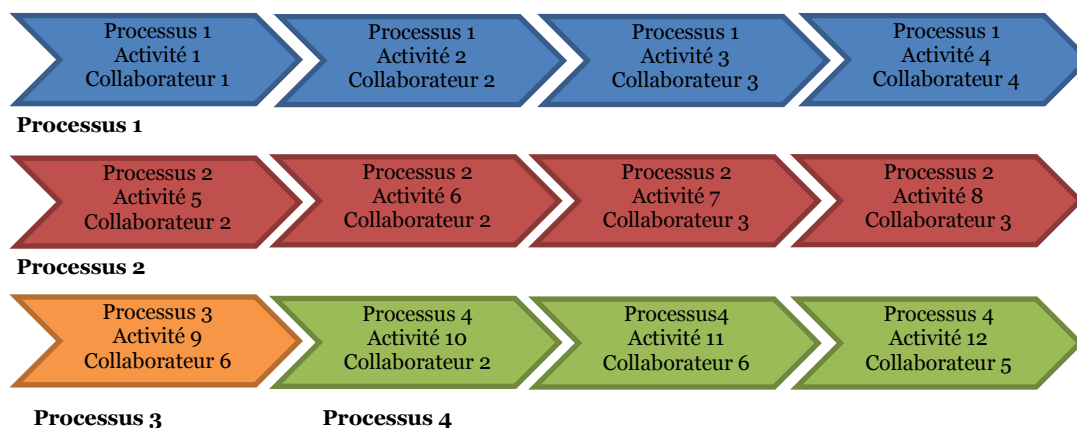 Processus 1
Activité 1
Collaborateur 1
Processus 1
Activité 2
Collaborateur 2
Processus 1
Activité 3
Collaborateur 3
Processus 1
Activité 4
Collaborateur 4
Processus 1
Processus 2
Activité 5
Collaborateur 2
Processus 2
Activité 6
Collaborateur 2
Processus 2
Activité 7
Collaborateur 3
Processus 2
Activité 8
Collaborateur 3
Processus 2
Processus 3
Activité 9
Collaborateur 6
Processus 4
Activité 10
Collaborateur 2
Processus4
Activité 11
Collaborateur 6
Processus 4
Activité 12
Collaborateur 5
Processus 3
Processus 4